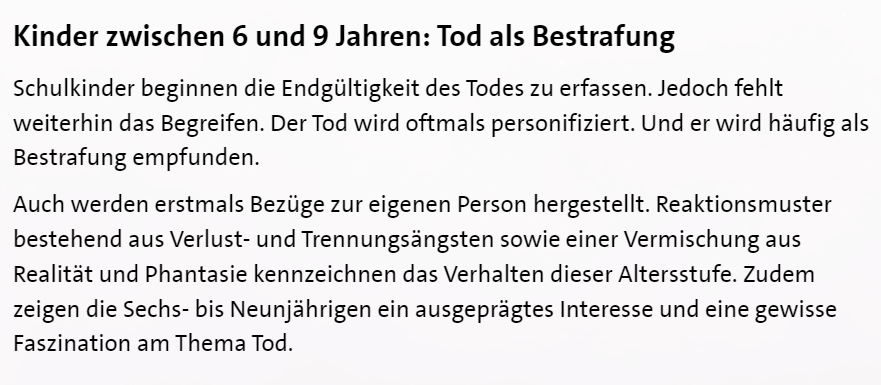 Kinder zwischen 6 und 9 Jahren: Tod als Bestrafung
Schulkinder beginnen die Endgültigkeit des Todes zu erfassen. Jedoch fehlt
weiterhin das Begreifen. Der Tod wird oftmals personifiziert. Und er wird häufig als
Bestrafung empfunden.
Auch werden erstmals Bezüge zur eigenen Person hergestellt. Reaktionsmuster
bestehend aus Verlust- und Trennungsängsten sowie einer Vermischung aus
Realität und Phantasie kennzeichnen das Verhalten dieser Altersstufe. Zudem
zeigen die Sechs- bis Neunjährigen ein ausgeprägtes Interesse und eine gewisse
Faszination am Thema Tod.